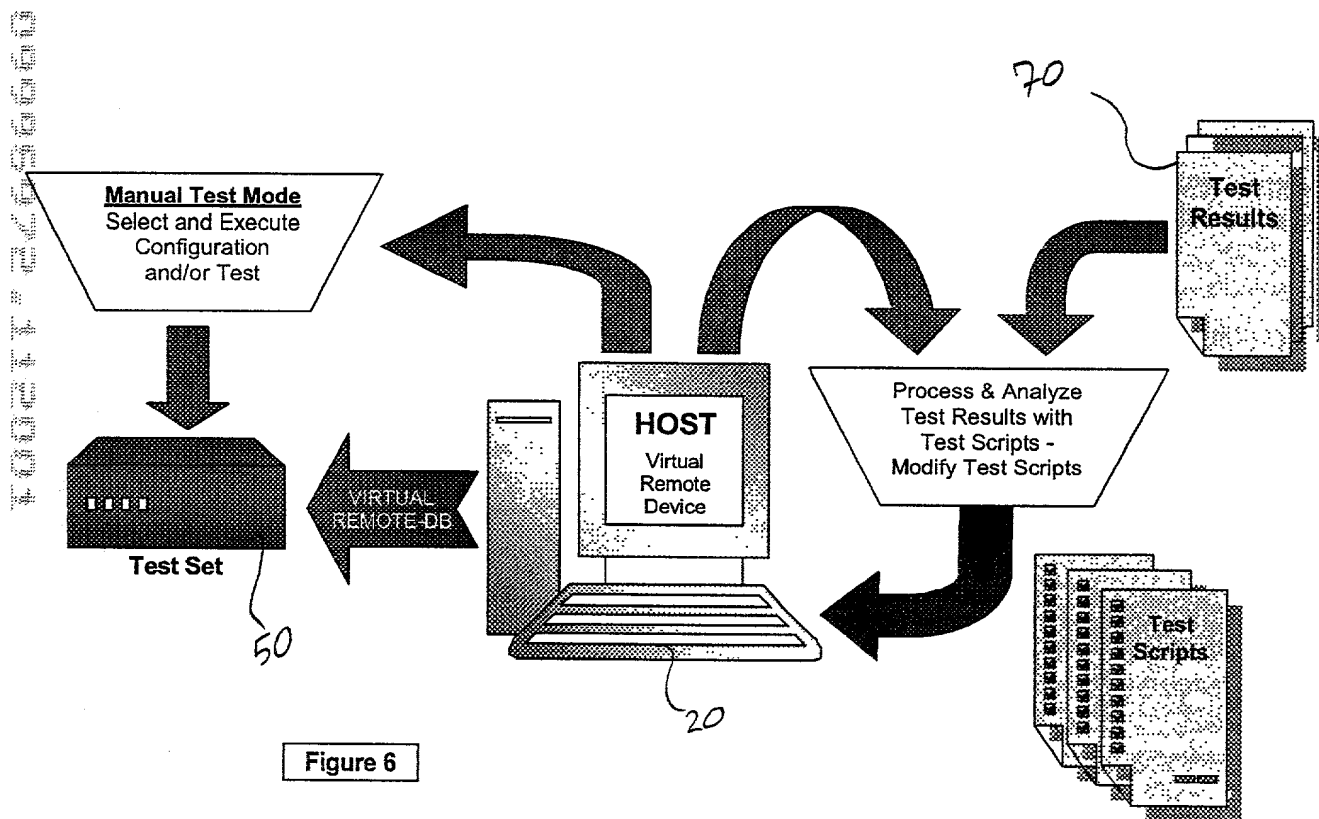 70
Test
Results
Manual Test Mode
Select and Execute
Configuration
and/or Test
Process & Analyze
Test Results with
Test Scripts -
Modify Test Scripts
HOST
Virtual
Remote
Device
VIRTUAL
REMOTE-DB
Test Set
50
20
Test
Scripts
Figure 6